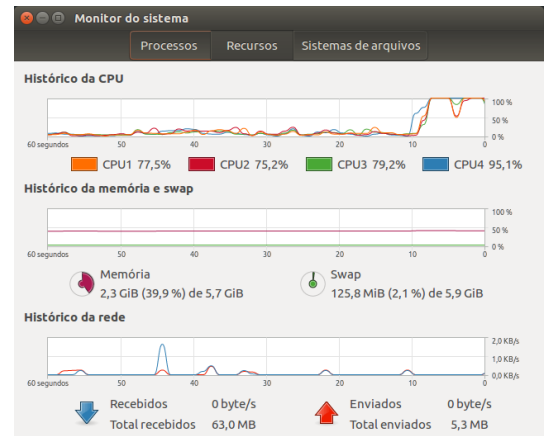 Monitor do sistema
Processos Recursos Sistemas de arquivos
Histórico da CPU
100 %
50 %
0 %
60 segundos 50 40 30 20 10 0
CPU1 77,5% CPU2 75,2% CPU3 79,2% CPU4 95,1%
Histórico da memória e swap
100 %
50 %
0 %
60 segundos 50 40 30 20 10 0
Memória Swap
2,3 GiB (39,9 %) de 5,7 GiB 125,8 MiB (2,1 %) de 5,9 GiB
Histórico da rede
2,0 KB/s
1,0 KB/s
0,0 KB/s
60 segundos 50 40 30 20 10 0
Recebidos 0 byte/s Enviados 0 byte/s
Total recebidos 63,0 MB Total enviados 5,3 MB